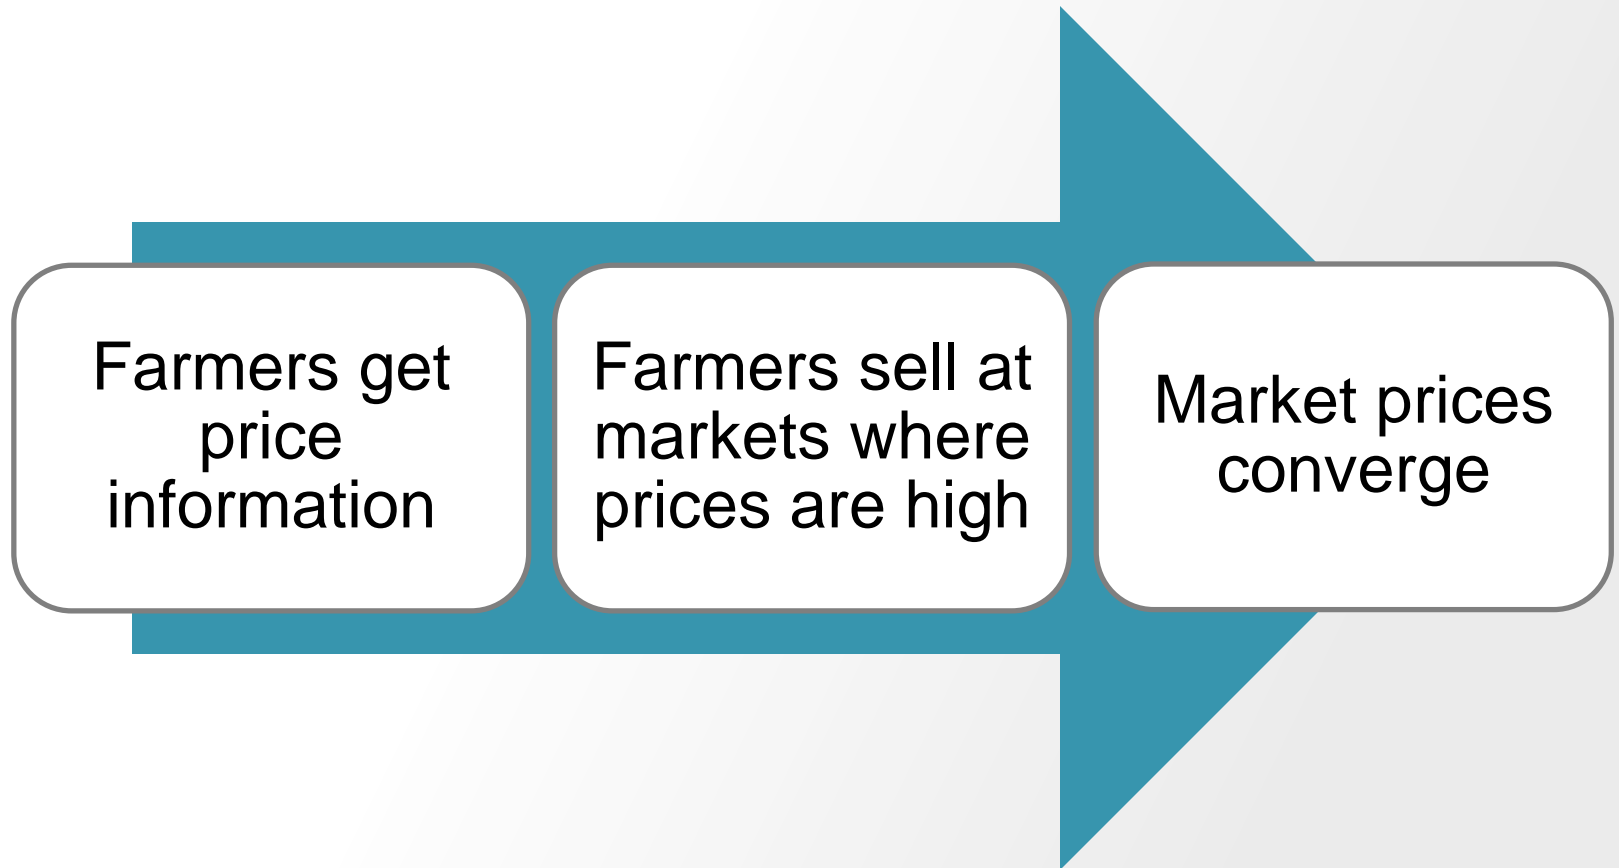 Farmers get
price
information
Farmers sell at
markets where
prices are high
Market prices
converge